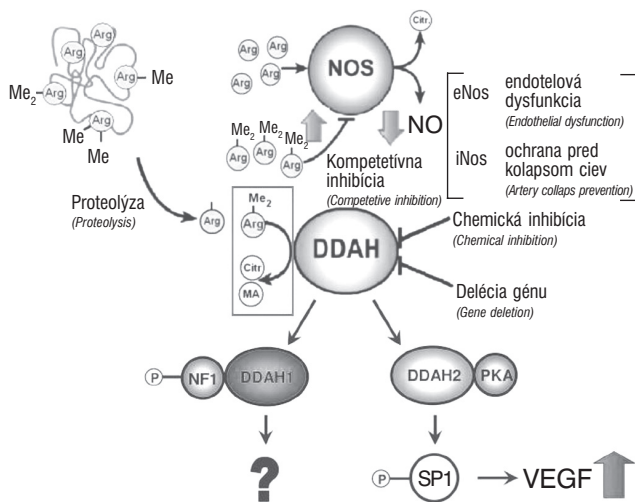 Arg
Arg
Arg
Me
Me2
Arg
Arg
Me
Me
Proteolýza
(Proteolysis)
Arg
Arg
Arg
Arg
Arg
NOS
Citr.
NO
eNos
endotelová
dysfunkcia
(Endothelial dysfunction)
iNos
ochrana pred
kolapsom ciev
(Artery collaps prevention)
Me2
Me2
Me2
Arg
Arg
Arg
Kompetetívna
inhibícia
(Competetive inhibition)
Me2
Arg
Citr
MA
DDAH
Chemická inhibícia
(Chemical inhibition)
Delécia génu
(Gene deletion)
P
NF1
DDAH1
DDAH2
PKA
?
P
SP1
VEGF